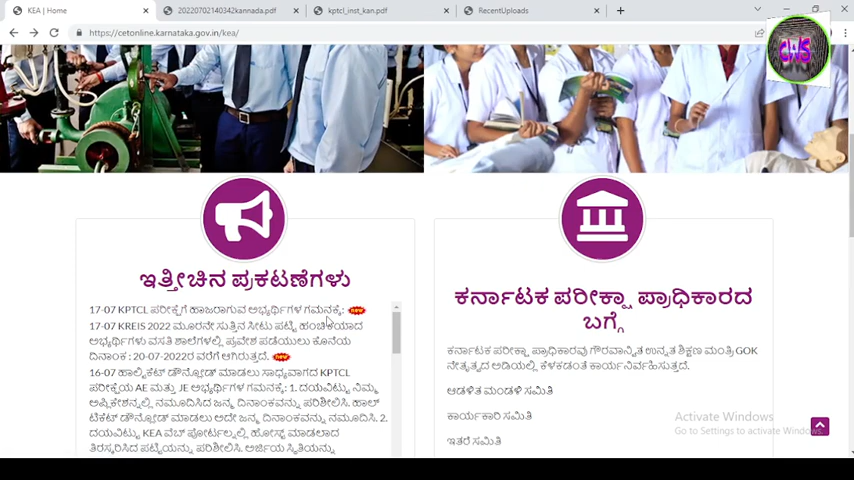 KEA | Home
20220702140342kannada.pdf
kptcl_inst_kan.pdf
RecentUploads
https://cetonline.karnataka.gov.in/kea/
CWS
ಇತ್ತೀಚಿನ ಪ್ರಕಟಣೆಗಳು
17-07 KPTCL ಪರೀಕ್ಷೆಗೆ ಹಾಜರಾಗುವ ಅಭ್ಯರ್ಥಿಗಳ ಗಮನಕ್ಕೆ: new
17-07 KREIS 2022 ಮೂರನೇ ಸುತ್ತಿನ ಸೀಟು ಪಟ್ಟಿ ಹಂಚಿಕೆಯಾದ
ಅಭ್ಯರ್ಥಿಗಳು ವಸತಿ ಶಾಲೆಗಳಲ್ಲಿ ಪ್ರವೇಶ ಪಡೆಯಲು ಕೊನೆಯ
ದಿನಾಂಕ : 20-07-2022ರ ವರೆಗೆ ಆಗಿರುತ್ತದೆ. new
16-07 ಹಾಲ್ಟಿಕೆಟ್ ಡೌನ್ಲೋಡ್ ಮಾಡಲು ಸಾಧ್ಯವಾಗದ KPTCL
ಪರೀಕ್ಷೆಯ AE ಮತ್ತು JE ಅಭ್ಯರ್ಥಿಗಳ ಗಮನಕ್ಕೆ: 1. ದಯವಿಟ್ಟು ನಿಮ್ಮ
ಅಪ್ಲಿಕೇಶನ್ನಲ್ಲಿ ನಮೂದಿಸಿದ ಜನ್ಮ ದಿನಾಂಕವನ್ನು ಪರಿಶೀಲಿಸಿ. ಹಾಲ್
ಟಿಕೆಟ್ ಡೌನ್ಲೋಡ್ ಮಾಡಲು ಅದೇ ಜನ್ಮ ದಿನಾಂಕವನ್ನು ನಮೂದಿಸಿ. 2.
ದಯವಿಟ್ಟು KEA ವೆಬ್ ಪೋರ್ಟಲ್ನಲ್ಲಿ ಹೋಸ್ಟ್ ಮಾಡಲಾದ
ತಿರಸ್ಕರಿಸಿದ ಪಟ್ಟಿಯನ್ನು ಪರಿಶೀಲಿಸಿ. ಅರ್ಜಿಯ ಸ್ಥಿತಿಯನ್ನು
ಕರ್ನಾಟಕ ಪರೀಕ್ಷಾ ಪ್ರಾಧಿಕಾರದ
ಬಗ್ಗೆ
ಕರ್ನಾಟಕ ಪರೀಕ್ಷಾ ಪ್ರಾಧಿಕಾರವು ಗೌರವಾನ್ವಿತ ಉನ್ನತ ಶಿಕ್ಷಣ ಮಂತ್ರಿ GOK
ನೇತೃತ್ವದ ಅಡಿಯಲ್ಲಿ ಕೆಳಕಂಡಂತೆ ಕಾರ್ಯನಿರ್ವಹಿಸುತ್ತದೆ.
ಆಡಳಿತ ಮಂಡಳಿ ಸಮಿತಿ
ಕಾರ್ಯಕಾರಿ ಸಮಿತಿ
ಇತರೆ ಸಮಿತಿ
Activate Windows
Go to Settings to activate Windows.